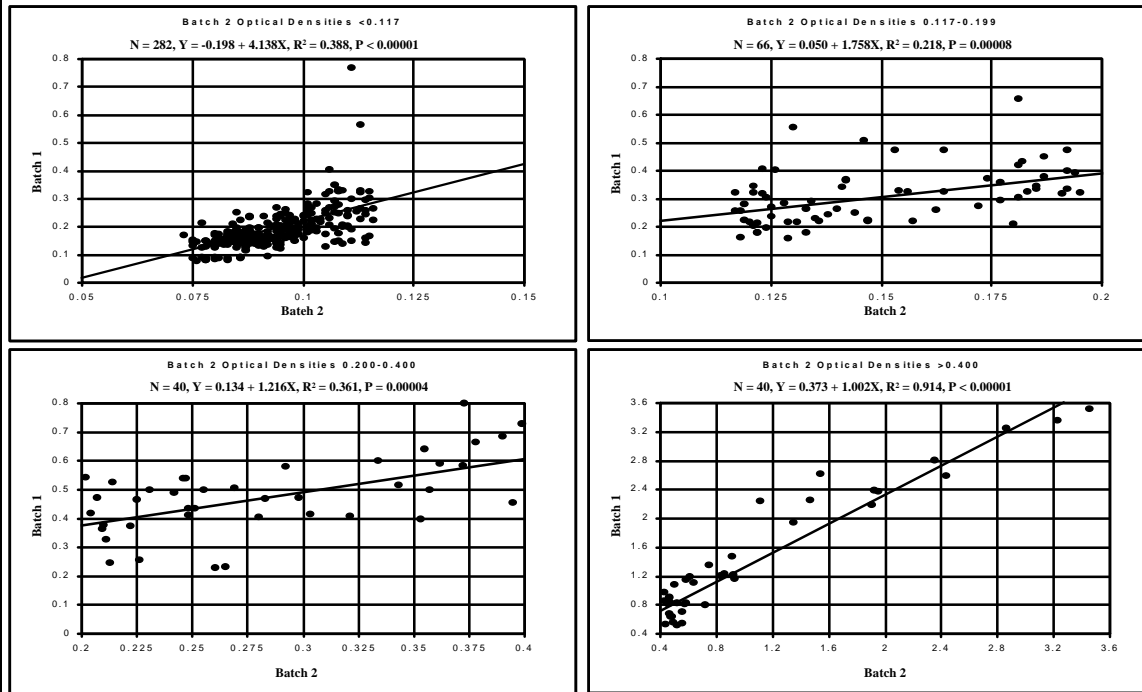 Batch 2 Optical Densities <0.117
N = 282, Y = -0.198 + 4.138X, R² = 0.388, P < 0.00001
0.8
0.7
0.6
0.5
0.4
0.3
0.2
0.1
0
Batch 1
0.05 0.075 0.1 0.125 0.15
Batch 2
Batch 2 Optical Densities 0.117-0.199
N = 66, Y = 0.050 + 1.758X, R² = 0.218, P = 0.00008
0.8
0.7
0.6
0.5
0.4
0.3
0.2
0.1
0
Batch 1
0.1 0.125 0.15 0.175 0.2
Batch 2
Batch 2 Optical Densities 0.200-0.400
N = 40, Y = 0.134 + 1.216X, R² = 0.361, P = 0.00004
0.8
0.7
0.6
0.5
0.4
0.3
0.2
0.1
0
Batch 1
0.2 0.225 0.25 0.275 0.3 0.325 0.35 0.375 0.4
Batch 2
Batch 2 Optical Densities >0.400
N = 40, Y = 0.373 + 1.002X, R² = 0.914, P < 0.00001
3.6
3.2
2.8
2.4
2
1.6
1.2
0.8
0.4
Batch 1
0.4 0.8 1.2 1.6 2 2.4 2.8 3.2 3.6
Batch 2